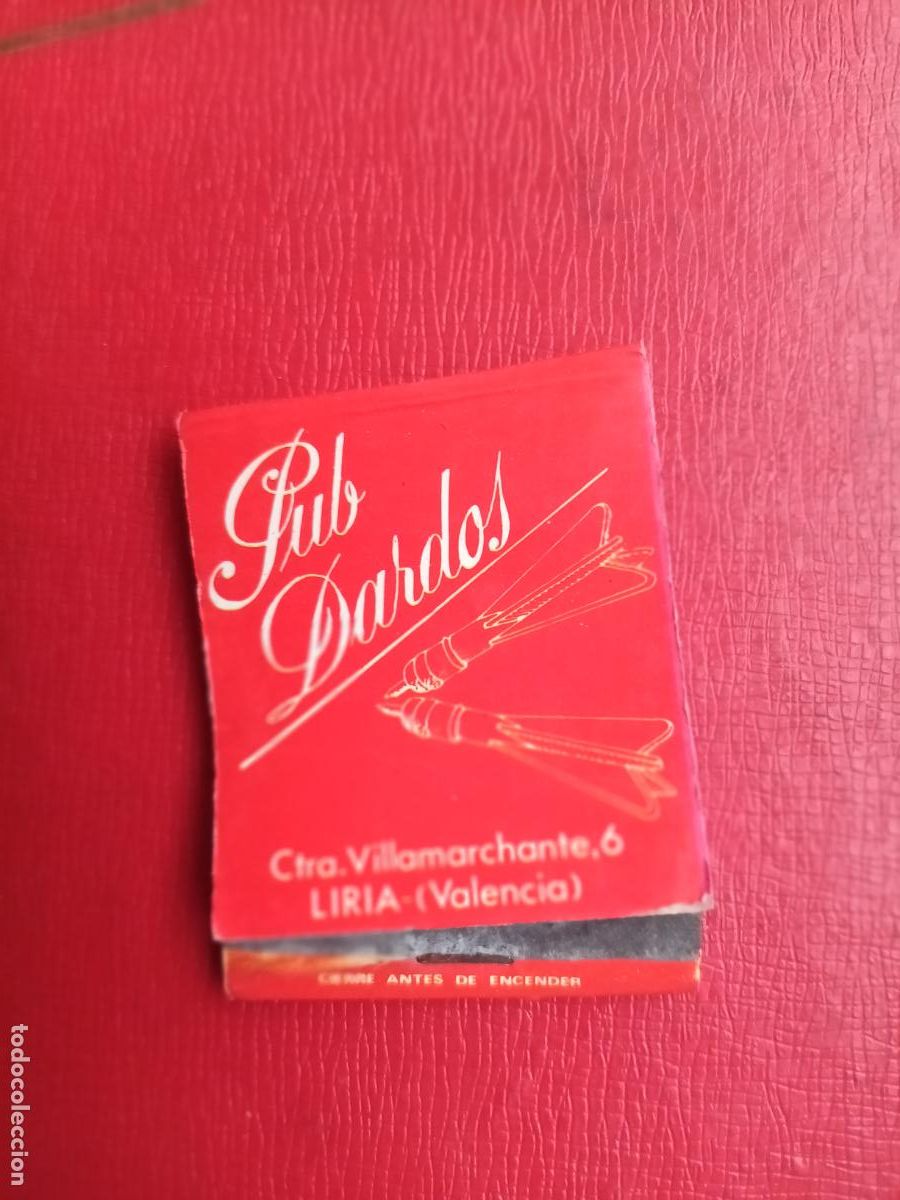 Pub
Dardos
Ctra. Villamarchante, 6
LIRIA-(Valencia)
CIERRE ANTES DE ENCENDER
todocoleccion